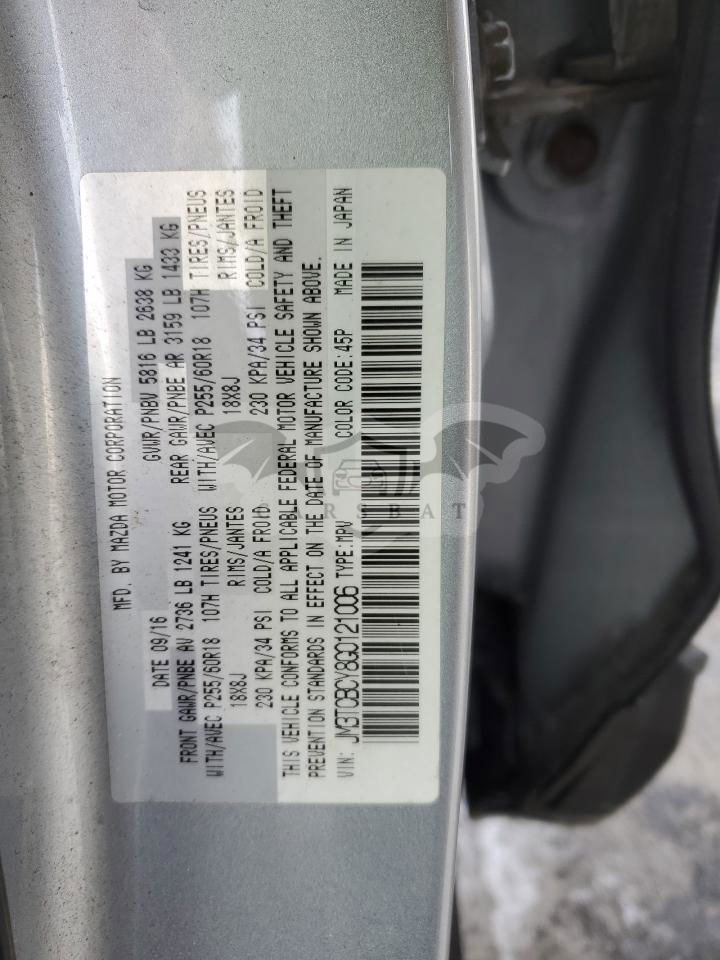 MFD. BY MAZDA MOTOR CORPORATION
DATE 09/16 GVWR/PNBV 5816 LB 2638 KG
FRONT GAWR/PNBE AV 2736 LB 1241 KG REAR GAWR/PNBE AR 3159 LB 1433 KG
WITH/AVEC P255/60R18 107H TIRES/PNEUS WITH/AVEC P255/60R18 107H TIRES/PNEUS
18X8J RIMS/JANTES 18X8J RIMS/JANTES
230 KPA/34 PSI COLD/A FROID 230 KPA/34 PSI COLD/A FROID
THIS VEHICLE CONFORMS TO ALL APPLICABLE FEDERAL MOTOR VEHICLE SAFETY AND THEFT
PREVENTION STANDARDS IN EFFECT ON THE DATE OF MANUFACTURE SHOWN ABOVE.
VIN: JM3TCBCY8G0121006 TYPE:MPV COLOR CODE:45P MADE IN JAPAN
CARSBAT